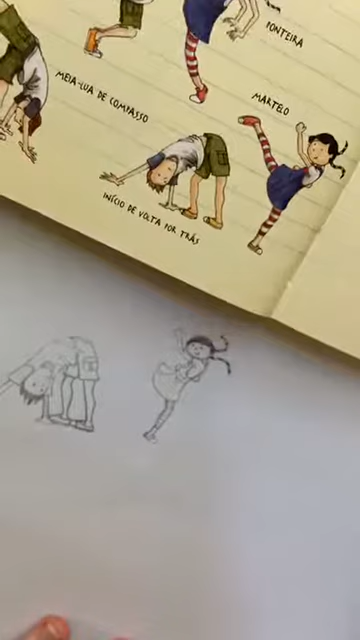 PONTEIRA
MEIA-LUA DE COMPASSO
MARTELO
INÍCIO DE VOLTA POR TRÁS